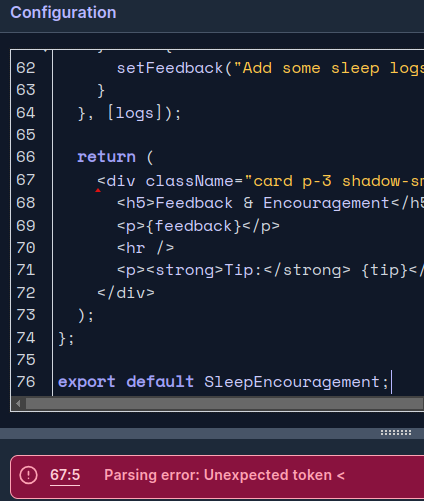 Configuration
62 setFeedback("Add some sleep logs
63 }
64 }, [logs]);
65
66 return (
67 <div className="card p-3 shadow-sm
68 <h5>Feedback & Encouragement</h5
69 <p>{feedback}</p>
70 <hr />
71 <p><strong>Tip:</strong> {tip}</
72 </div>
73 );
74 };
75
76 export default SleepEncouragement;
67:5 Parsing error: Unexpected token <